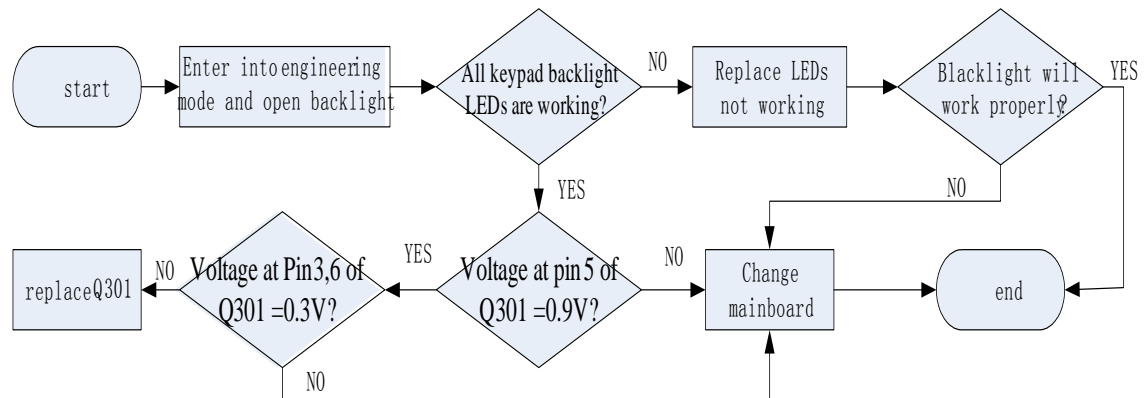 start
Enter into engineering
mode and open backlight
All keypad backlight
LEDs are working?
NO
Replace LEDs
not working
Blacklight will
work properly?
YES
YES
NO
replaceQ301
NO
Voltage at Pin3,6 of
Q301 =0.3V?
YES
Voltage at pin 5 of
Q301 =0.9V?
NO
Change
mainboard
end
NO